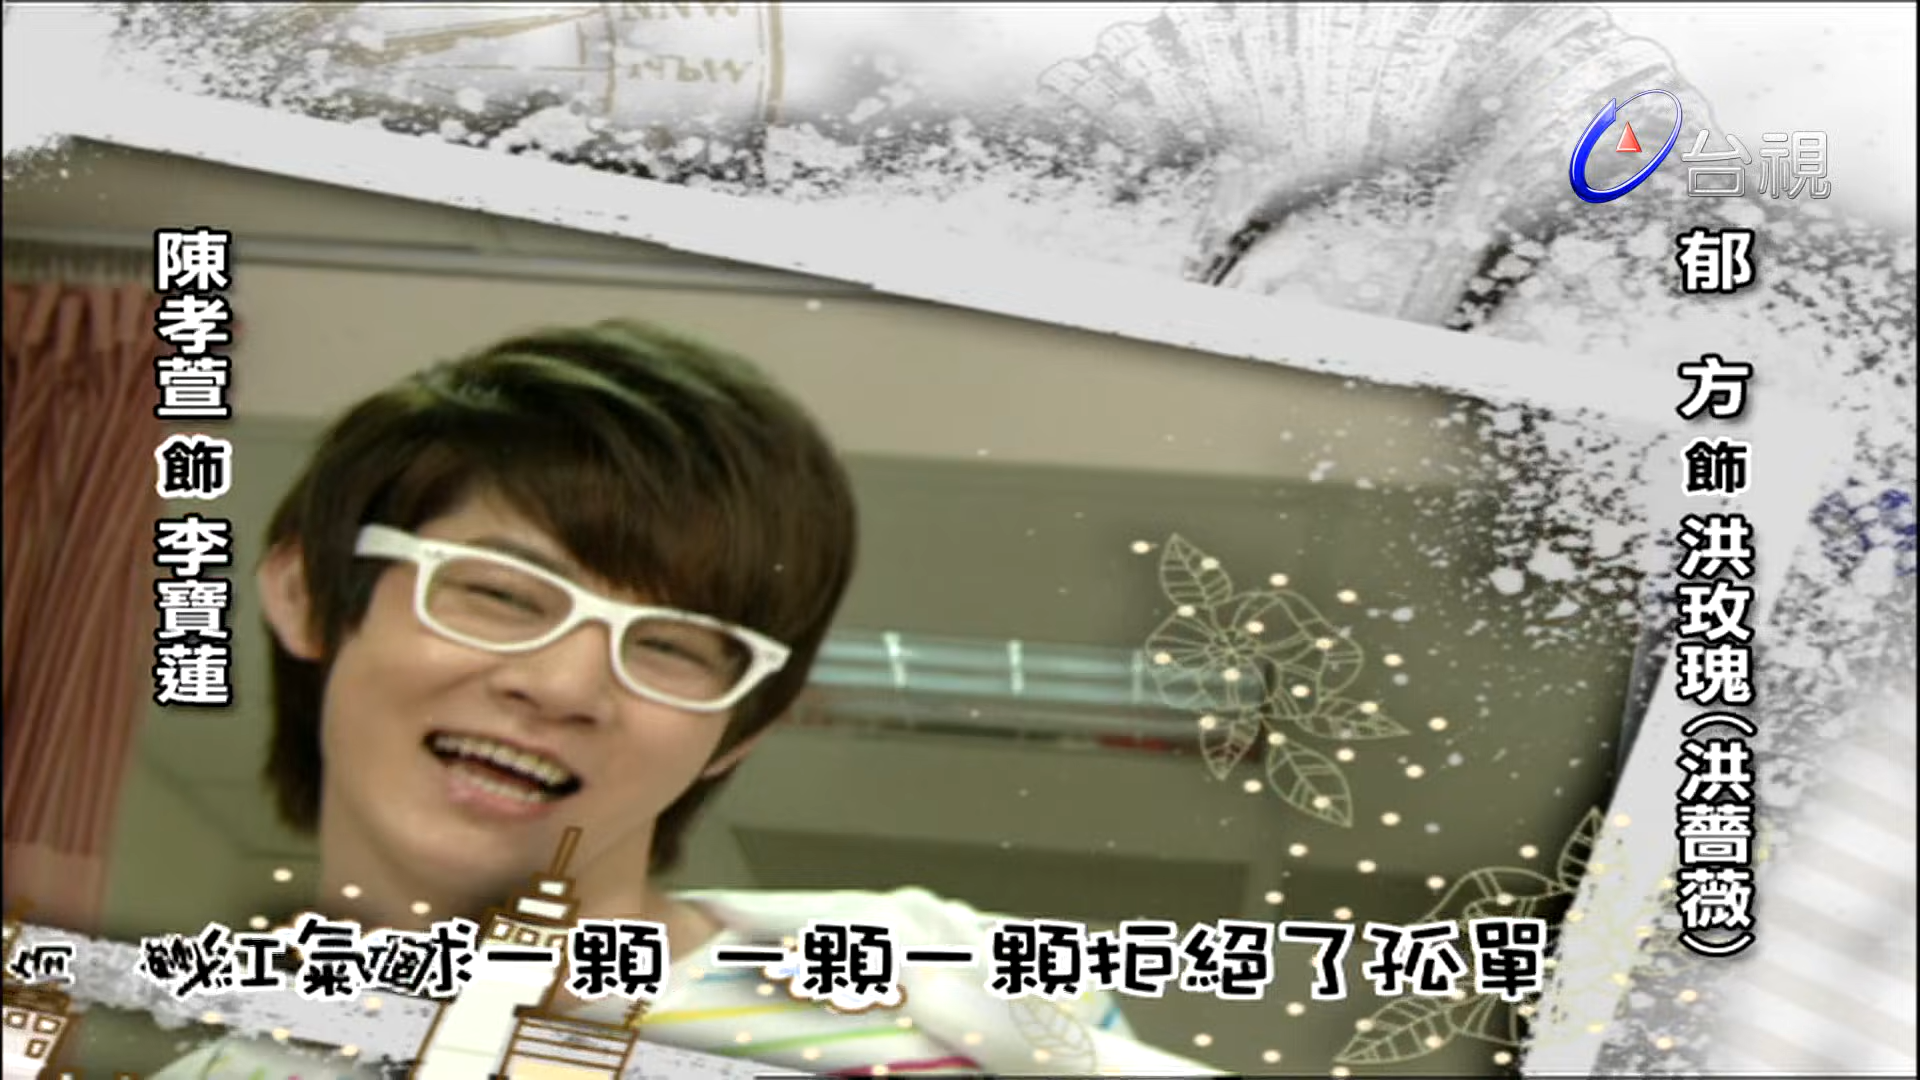 台視
郁 方 飾 洪玫瑰(洪薔薇)
陳孝萱 飾 李寶蓮
紅氣球一顆 一顆一顆拒絕了孤單